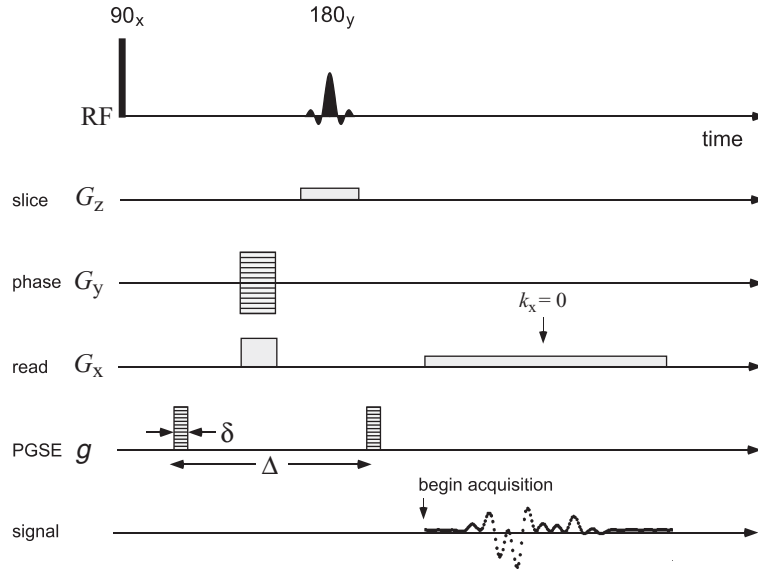 90x 180y
RF
time
slice Gz
phase Gy
kx = 0
read Gx
PGSE g
δ
Δ
begin acquisition
signal